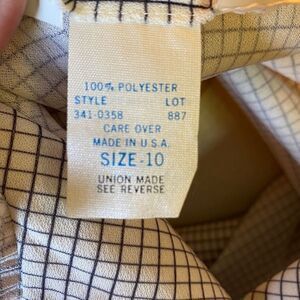 100% POLYESTER
STYLE LOT
341-0358 887
CARE OVER
MADE IN U.S.A.
SIZE-10
UNION MADE
SEE REVERSE